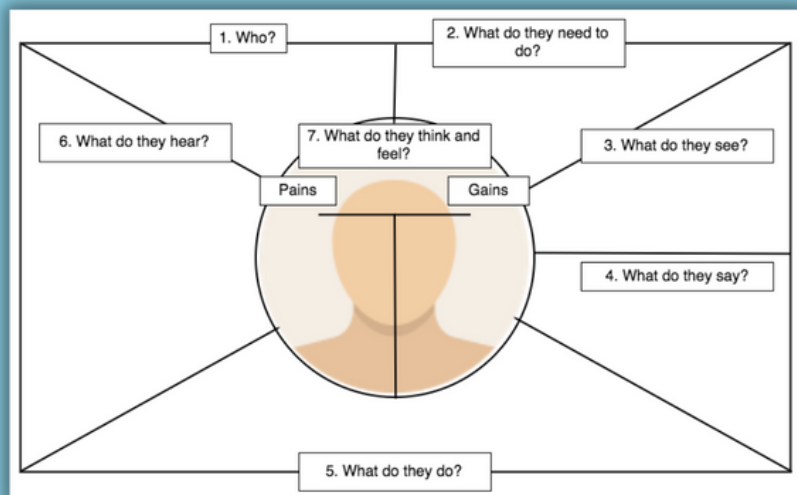 1. Who?
2. What do they need to
do?
6. What do they hear?
7. What do they think and
feel?
3. What do they see?
Pains
Gains
4. What do they say?
5. What do they do?